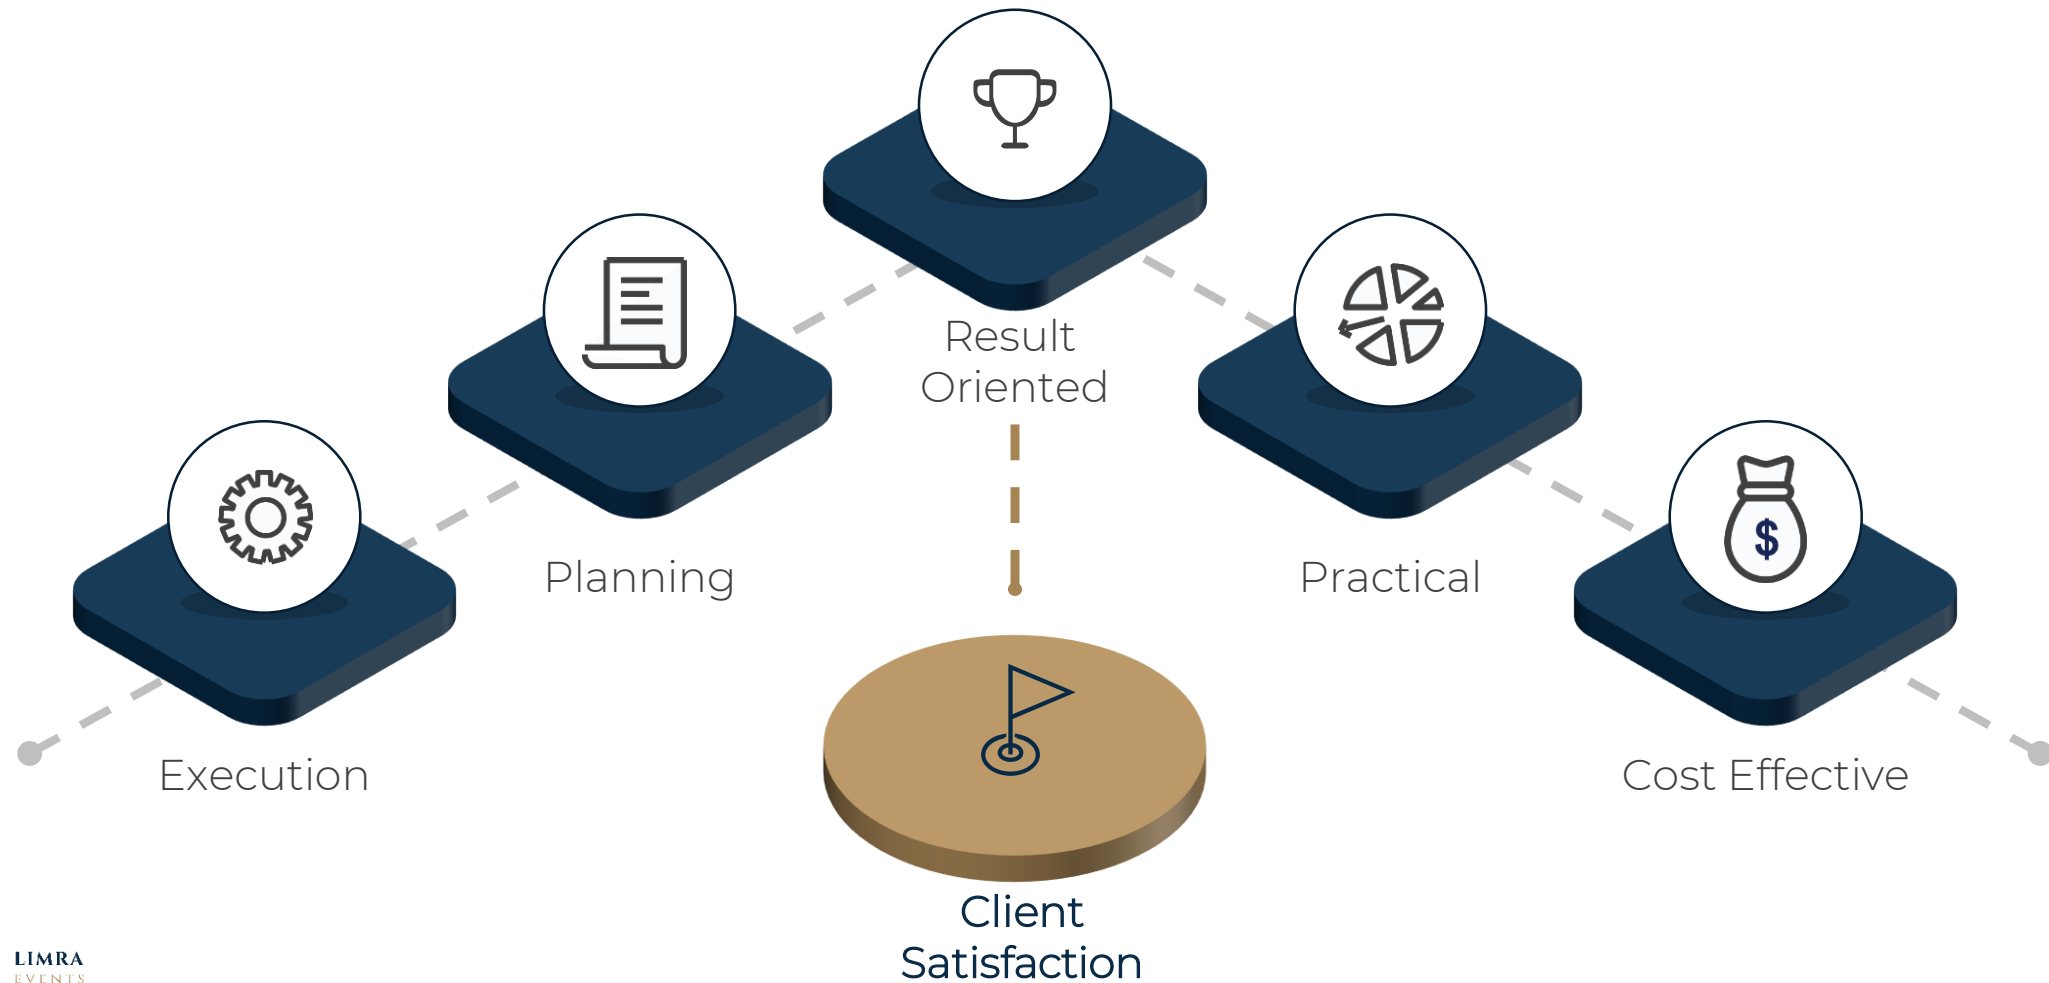 Result
Oriented
Planning
Practical
$
Execution
Cost Effective
Client
Satisfaction
LIMRA
EVENTS